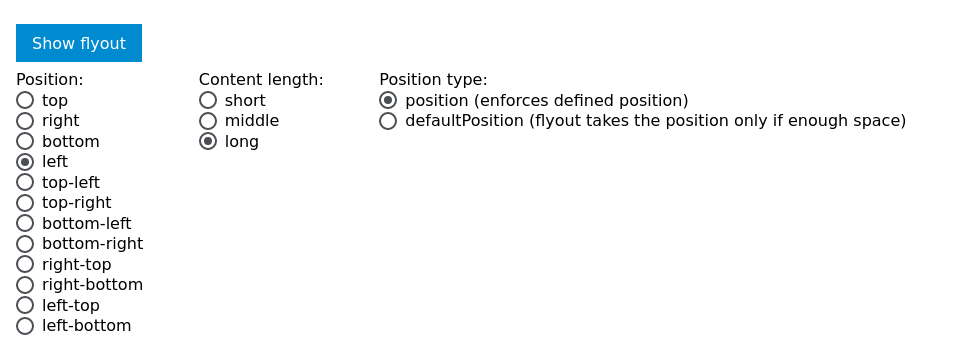 Show flyout
Position:
top
right
bottom
left
top-left
top-right
bottom-left
bottom-right
right-top
right-bottom
left-top
left-bottom
Content length:
short
middle
long
Position type:
position (enforces defined position)
defaultPosition (flyout takes the position only if enough space)